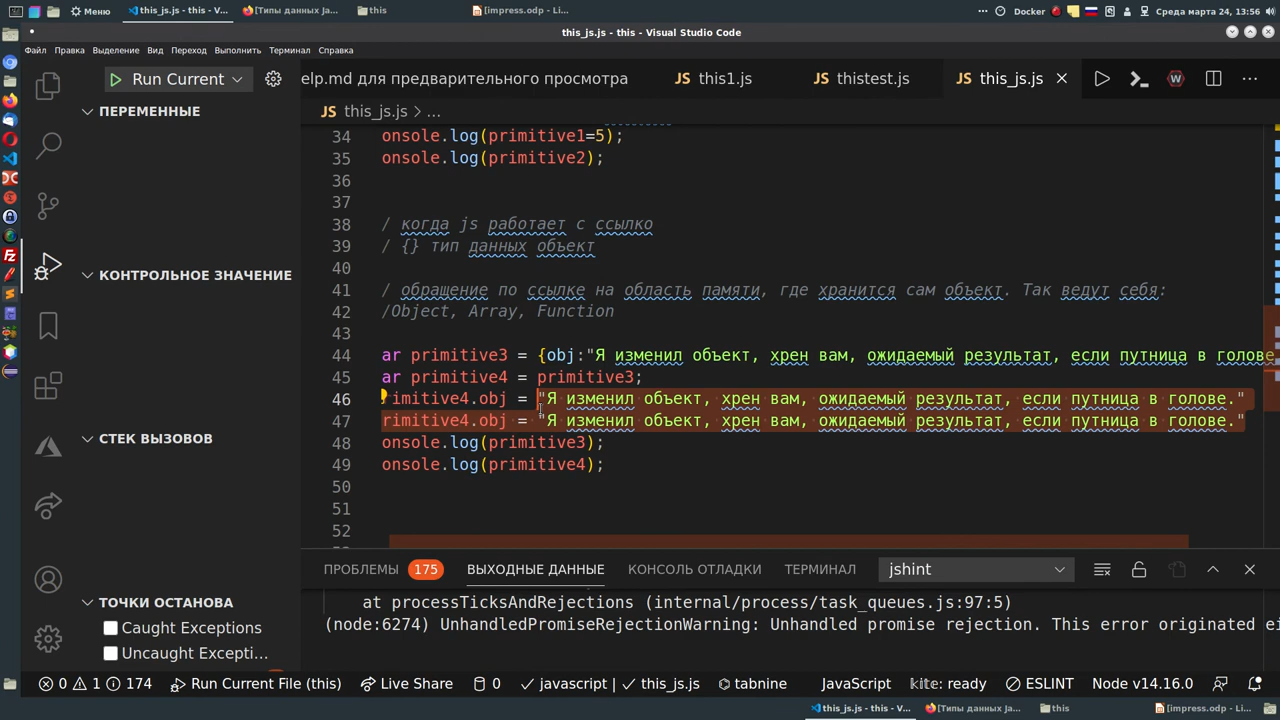 Меню
this_js.js - this - V...
[Типы данных Ja...
this
[impress.odp - Li...
Docker
Среда марта 24, 13:56
this_js.js - this - Visual Studio Code
Файл Правка Выделение Вид Переход Выполнить Терминал Справка
Run Current
elp.md для предварительного просмотра
JS this1.js
JS thistest.js
JS this_js.js
ПЕРЕМЕННЫЕ
JS this_js.js > ...
34 onsole.log(primitive1=5);
35 onsole.log(primitive2);
36
37
38 / когда js работает с ссылко
39 / {} тип данных объект
40
41 / обращение по ссылке на область памяти, где хранится сам объект. Так ведут себя:
42 /Object, Array, Function
43
44 ar primitive3 = {obj:"Я изменил объект, хрен вам, ожидаемый результат, если путница в голове
45 ar primitive4 = primitive3;
46 imitive4.obj = "Я изменил объект, хрен вам, ожидаемый результат, если путница в голове."
47 rimitive4.obj = "Я изменил объект, хрен вам, ожидаемый результат, если путница в голове."
48 onsole.log(primitive3);
49 onsole.log(primitive4);
50
51
52
КОНТРОЛЬНОЕ ЗНАЧЕНИЕ
СТЕК ВЫЗОВОВ
ТОЧКИ ОСТАНОВА
Caught Exceptions
Uncaught Excepti...
ПРОБЛЕМЫ 175 ВЫХОДНЫЕ ДАННЫЕ КОНСОЛЬ ОТЛАДКИ ТЕРМИНАЛ jshint
at processTicksAndRejections (internal/process/task_queues.js:97:5)
(node:6274) UnhandledPromiseRejectionWarning: Unhandled promise rejection. This error originated ei
0 1 174 Run Current File (this) Live Share 0 javascript | ✓ this_js.js tabnine JavaScript kite: ready ESLINT Node v14.16.0
this_js.js - this - V...
[Типы данных Ja...
this
[impress.odp - Li...